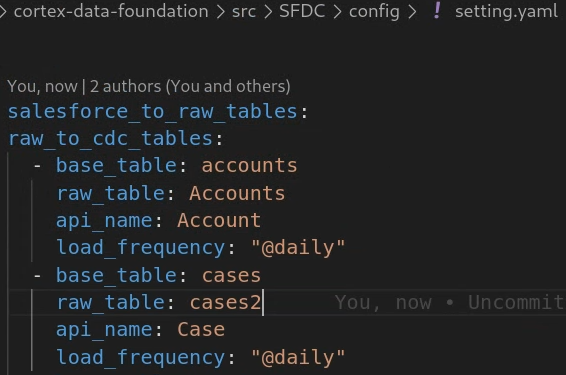 > cortex-data-foundation > src > SFDC > config > ! setting.yaml
You, now | 2 authors (You and others)
salesforce_to_raw_tables:
raw_to_cdc_tables:
- base_table: accounts
raw_table: Accounts
api_name: Account
load_frequency: "@daily"
- base_table: cases
raw_table: cases2 You, now • Uncommit
api_name: Case
load_frequency: "@daily"